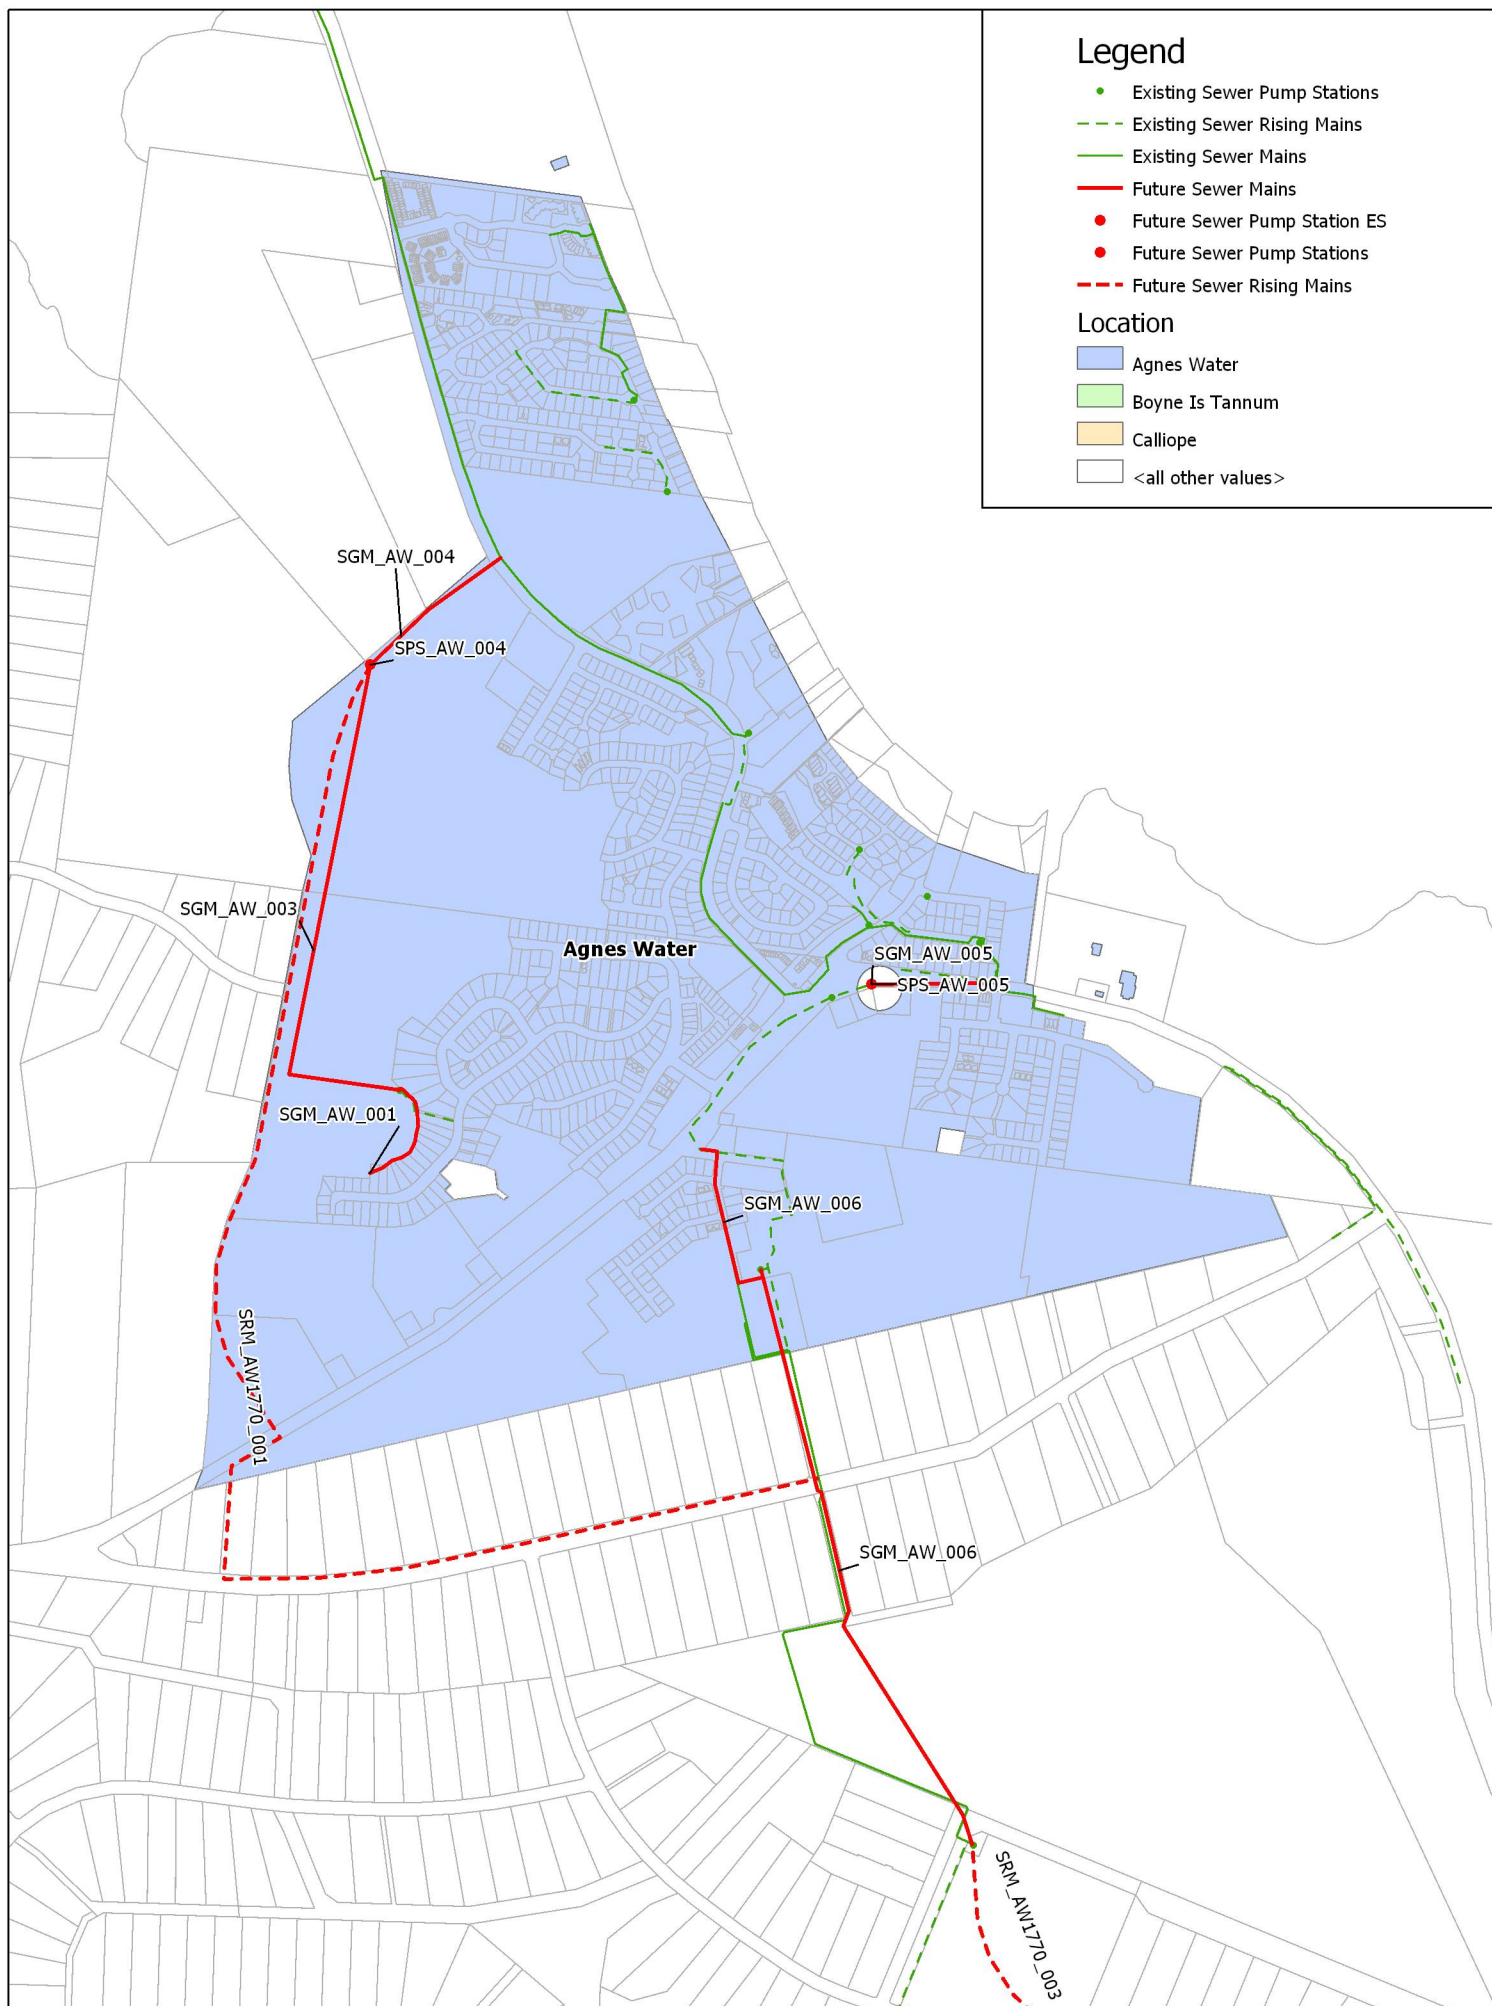 Legend
Existing Sewer Pump Stations
Existing Sewer Rising Mains
Existing Sewer Mains
Future Sewer Mains
Future Sewer Pump Station ES
Future Sewer Pump Stations
Future Sewer Rising Mains
Location
Agnes Water
Boyne Is Tannum
Calliope
<all other values>
SGM_AW_004
SPS_AW_004
SGM_AW_003
Agnes Water
SGM_AW_005
SPS_AW_005
SGM_AW_001
SGM_AW_006
SRM_AW1770_001
SGM_AW_006
SRM_AW1770_003